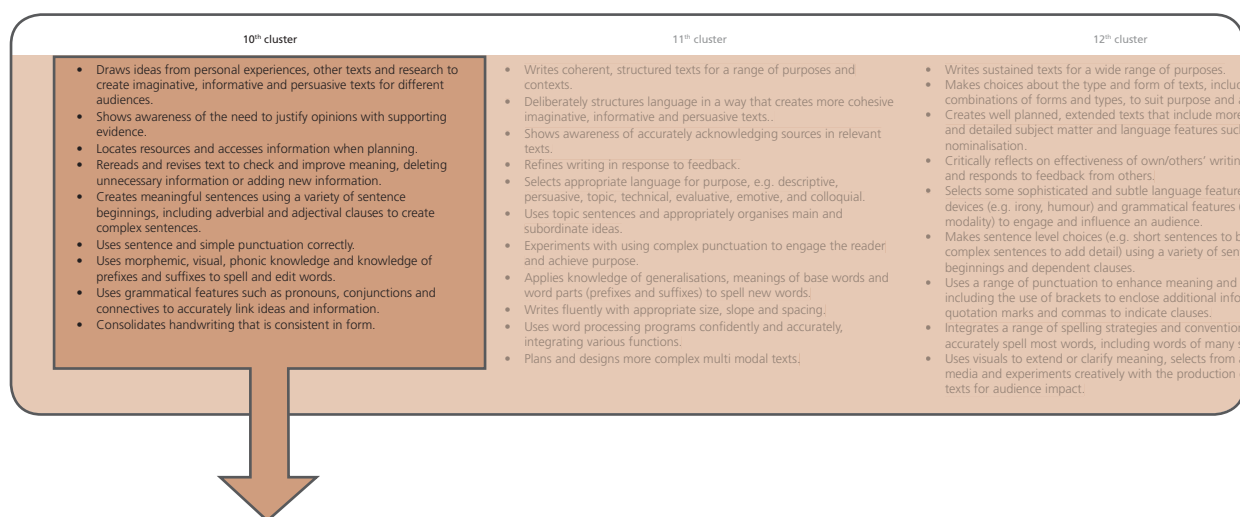 10th cluster
• Draws ideas from personal experiences, other texts and research to
create imaginative, informative and persuasive texts for different
audiences.
• Shows awareness of the need to justify opinions with supporting
evidence.
• Locates resources and accesses information when planning.
• Rereads and revises text to check and improve meaning, deleting
unnecessary information or adding new information.
• Creates meaningful sentences using a variety of sentence
beginnings, including adverbial and adjectival clauses to create
complex sentences.
• Uses sentence and simple punctuation correctly.
• Uses morphemic, visual, phonic knowledge and knowledge of
prefixes and suffixes to spell and edit words.
• Uses grammatical features such as pronouns, conjunctions and
connectives to accurately link ideas and information.
• Consolidates handwriting that is consistent in form.
11th cluster
• Writes coherent, structured texts for a range of purposes and
contexts.
• Deliberately structures language in a way that creates more cohesive
imaginative, informative and persuasive texts..
• Shows awareness of accurately acknowledging sources in relevant
texts.
• Refines writing in response to feedback.
• Selects appropriate language for purpose, e.g. descriptive,
persuasive, topic, technical, evaluative, emotive, and colloquial.
• Uses topic sentences and appropriately organises main and
subordinate ideas.
• Experiments with using complex punctuation to engage the reader
and achieve purpose.
• Applies knowledge of generalisations, meanings of base words and
word parts (prefixes and suffixes) to spell new words.
• Writes fluently with appropriate size, slope and spacing.
• Uses word processing programs confidently and accurately,
integrating various functions.
• Plans and designs more complex multi modal texts.
12th cluster
• Writes sustained texts for a wide range of purposes.
• Makes choices about the type and form of texts,
combinations of forms and types, to suit purpose and
• Creates well planned, extended texts that include more
and detailed subject matter and language features
nominalisation.
• Critically reflects on effectiveness of own/others'
and responds to feedback from others.
• Selects some sophisticated and subtle language
devices (e.g. irony, humour) and grammatical features
modality) to engage and influence an audience.
• Makes sentence level choices (e.g. short sentences to
complex sentences to add detail) using a variety of
beginnings and dependent clauses.
• Uses a range of punctuation to enhance meaning and
including the use of brackets to enclose additional
quotation marks and commas to indicate clauses.
• Integrates a range of spelling strategies and
accurately spell most words, including words of many
• Uses visuals to extend or clarify meaning, selects from
media and experiments creatively with the production
texts for audience impact.